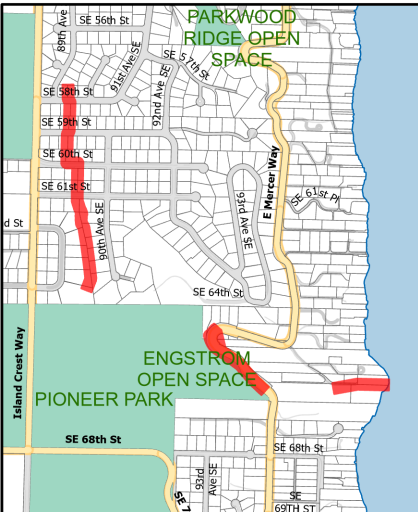 PARKWOOD
RIDGE OPEN
SPACE
89th Ave
SE 56th St
SE 57th St
91st Ave SE
92nd Ave SE
SE 58th St
SE 59th St
SE 60th St
SE 61st St
E Mercer Way
SE 61st Pl
93rd Ave SE
90th Ave SE
d St
SE 64th St
Island Crest Way
ENGSTROM
OPEN SPACE
PIONEER PARK
SE 68th St
SE 68th St
93rd
Ave SE
SE 7
SE
69TH ST